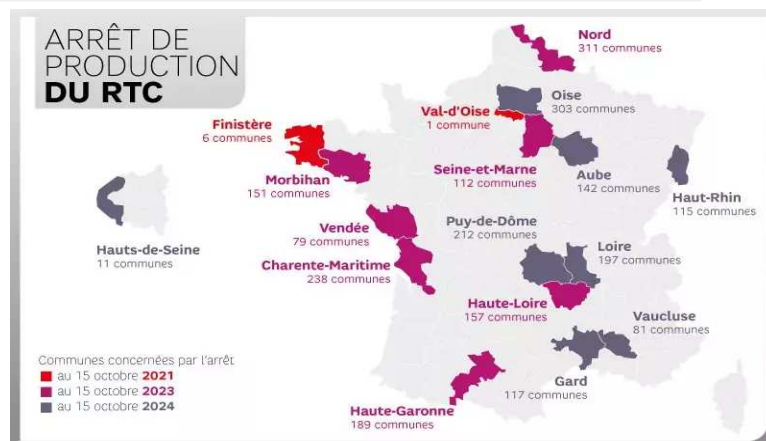 ARRÊT DE
PRODUCTION
DU RTC
Nord
311 communes
Oise
303 communes
Val-d'Oise
1 commune
Finistère
6 communes
Seine-et-Marne
112 communes
Aube
142 communes
Haut-Rhin
115 communes
Morbihan
151 communes
Hauts-de-Seine
11 communes
Vendée
79 communes
Puy-de-Dôme
212 communes
Loire
197 communes
Charente-Maritime
238 communes
Haute-Loire
157 communes
Vaucluse
81 communes
Gard
117 communes
Haute-Garonne
189 communes
Communes concernées par l'arrêt
au 15 octobre 2021
au 15 octobre 2023
au 15 octobre 2024